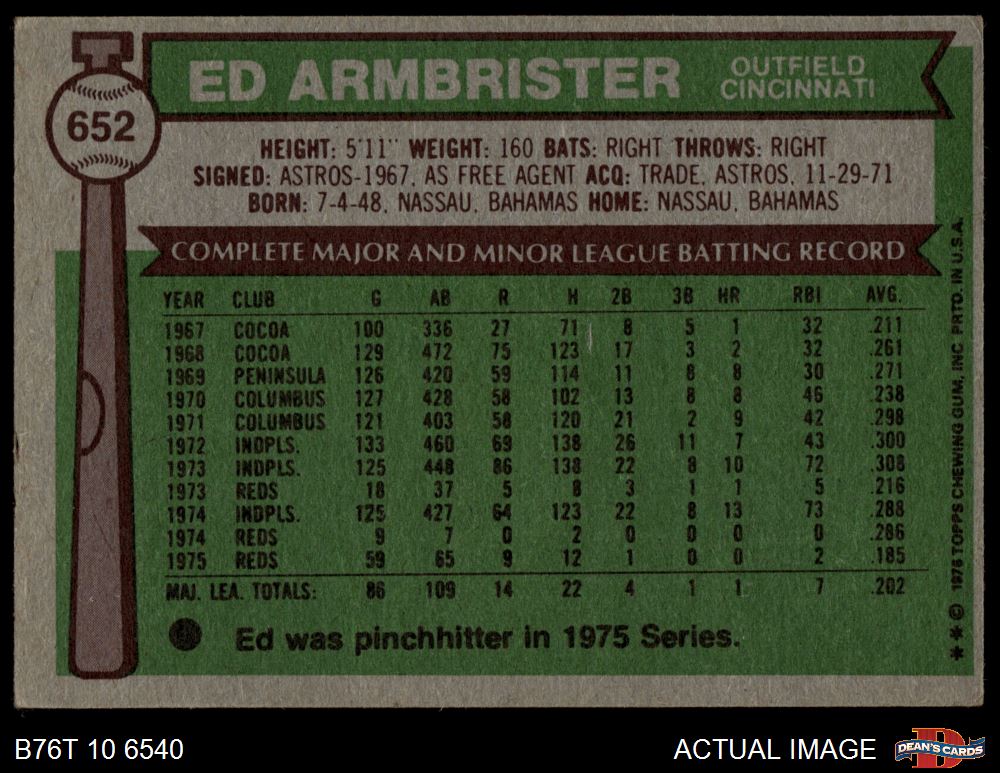 652
ED ARMBRISTER
OUTFIELD
CINCINNATI
HEIGHT: 5'11" WEIGHT: 160 BATS: RIGHT THROWS: RIGHT
SIGNED: ASTROS-1967, AS FREE AGENT ACQ: TRADE, ASTROS, 11-29-71
BORN: 7-4-48, NASSAU, BAHAMAS HOME: NASSAU, BAHAMAS
COMPLETE MAJOR AND MINOR LEAGUE BATTING RECORD
YEAR CLUB G AB R H 2B 3B HR RBI AVG.
1967 COCOA 100 336 27 71 8 5 1 32 .211
1968 COCOA 129 472 75 123 17 3 2 32 .261
1969 PENINSULA 126 420 59 114 11 8 8 30 .271
1970 COLUMBUS 127 428 58 102 13 8 8 46 .238
1971 COLUMBUS 121 403 58 120 21 2 9 42 .298
1972 INDPLS. 133 460 69 138 26 11 7 43 .300
1973 INDPLS. 125 448 86 138 22 8 10 72 .308
1973 REDS 18 37 5 8 3 1 1 5 .216
1974 INDPLS. 125 427 64 123 22 8 13 73 .288
1974 REDS 9 7 0 2 0 0 0 0 .286
1975 REDS 59 65 9 12 1 0 0 2 .185
MAJ. LEA. TOTALS: 86 109 14 22 4 1 1 7 .202
Ed was pinchhitter in 1975 Series.
** © 1976 TOPPS CHEWING GUM, INC. PRTD. IN U.S.A.
B76T 10 6540
ACTUAL IMAGE
D
DEAN'S CARDS